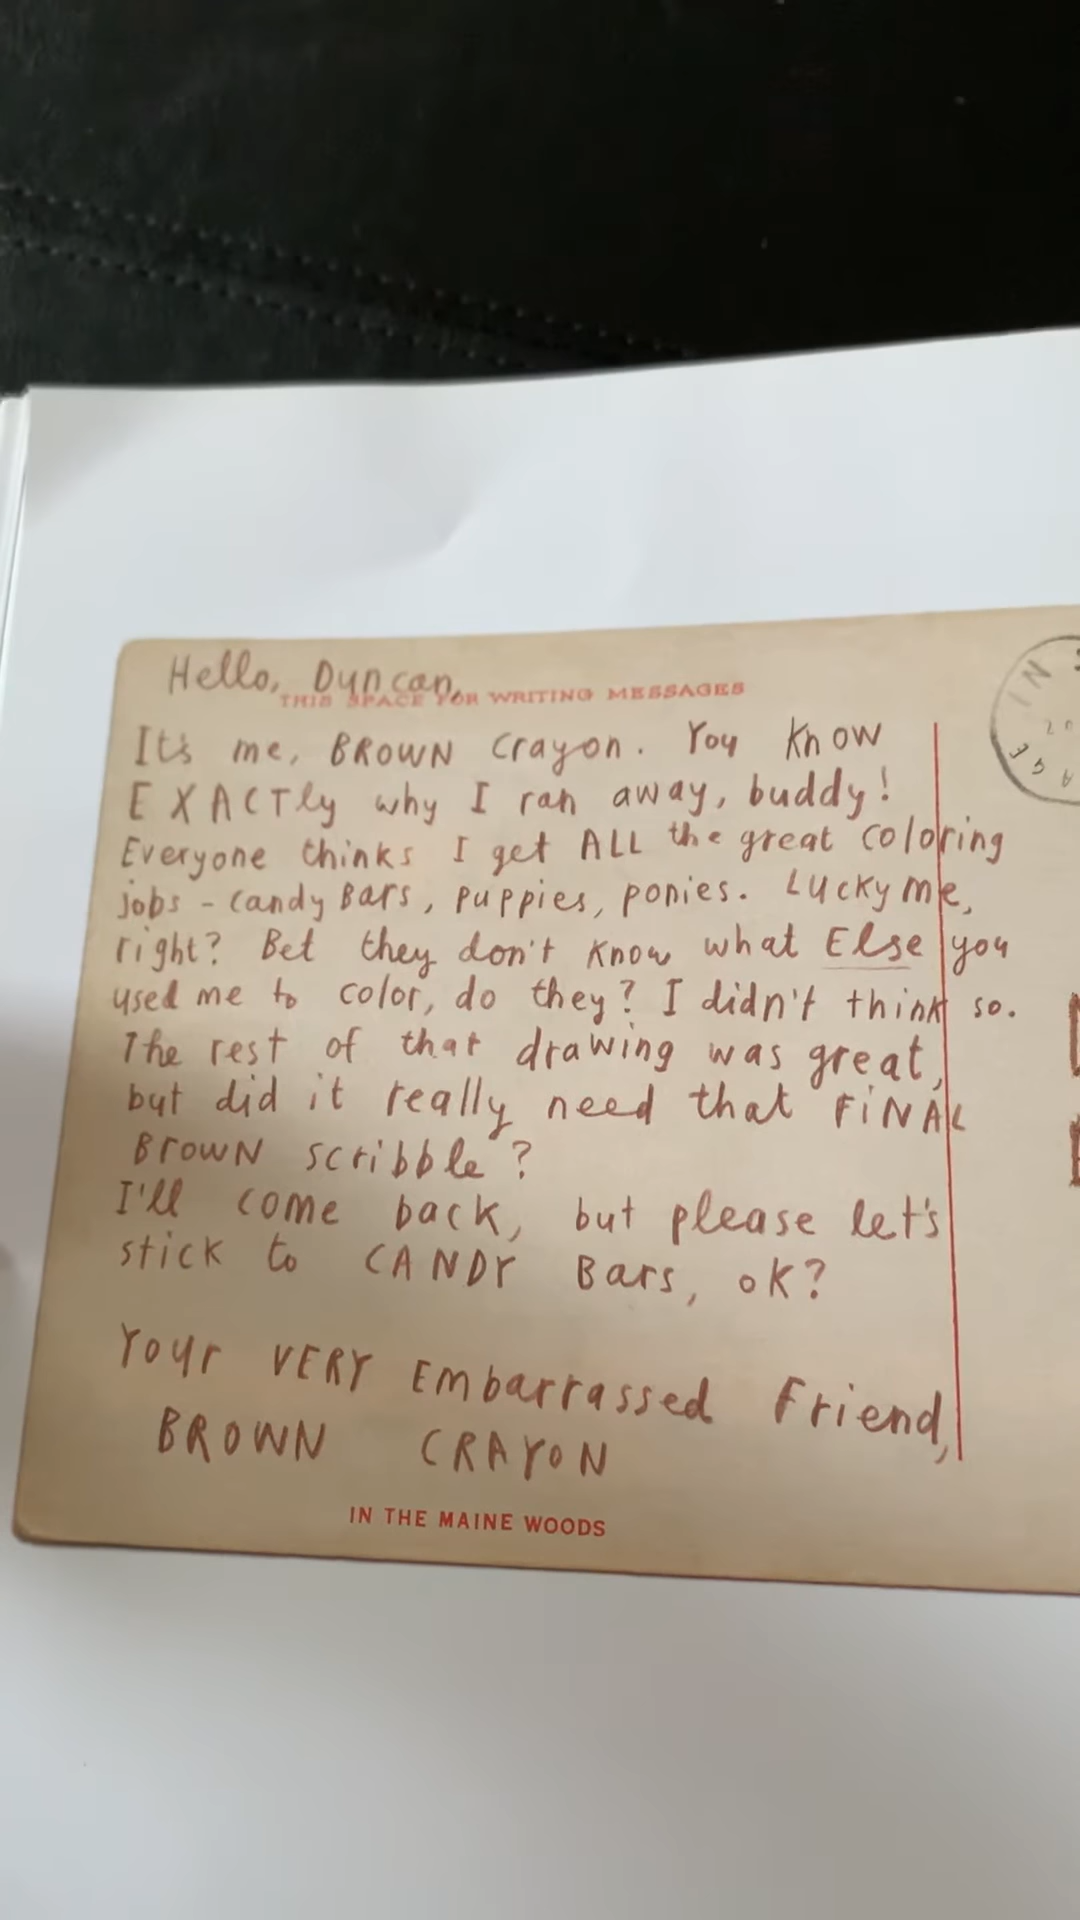 Hello, Duncan,
THIS SPACE FOR WRITING MESSAGES
It's me, BROWN Crayon. You know
EXACTly why I ran away, buddy!
Everyone thinks I get ALL the great coloring
jobs - candy Bars, puppies, ponies. Lucky me,
right? Bet they don't know what Else you
used me to color, do they? I didn't think so.
The rest of that drawing was great,
but did it really need that FiNAL
BrowN scribble?
I'll come back, but please let's
stick to CANDY Bars, ok?
Your VERY Embarrassed Friend,
BROWN CRAYON
IN THE MAINE WOODS